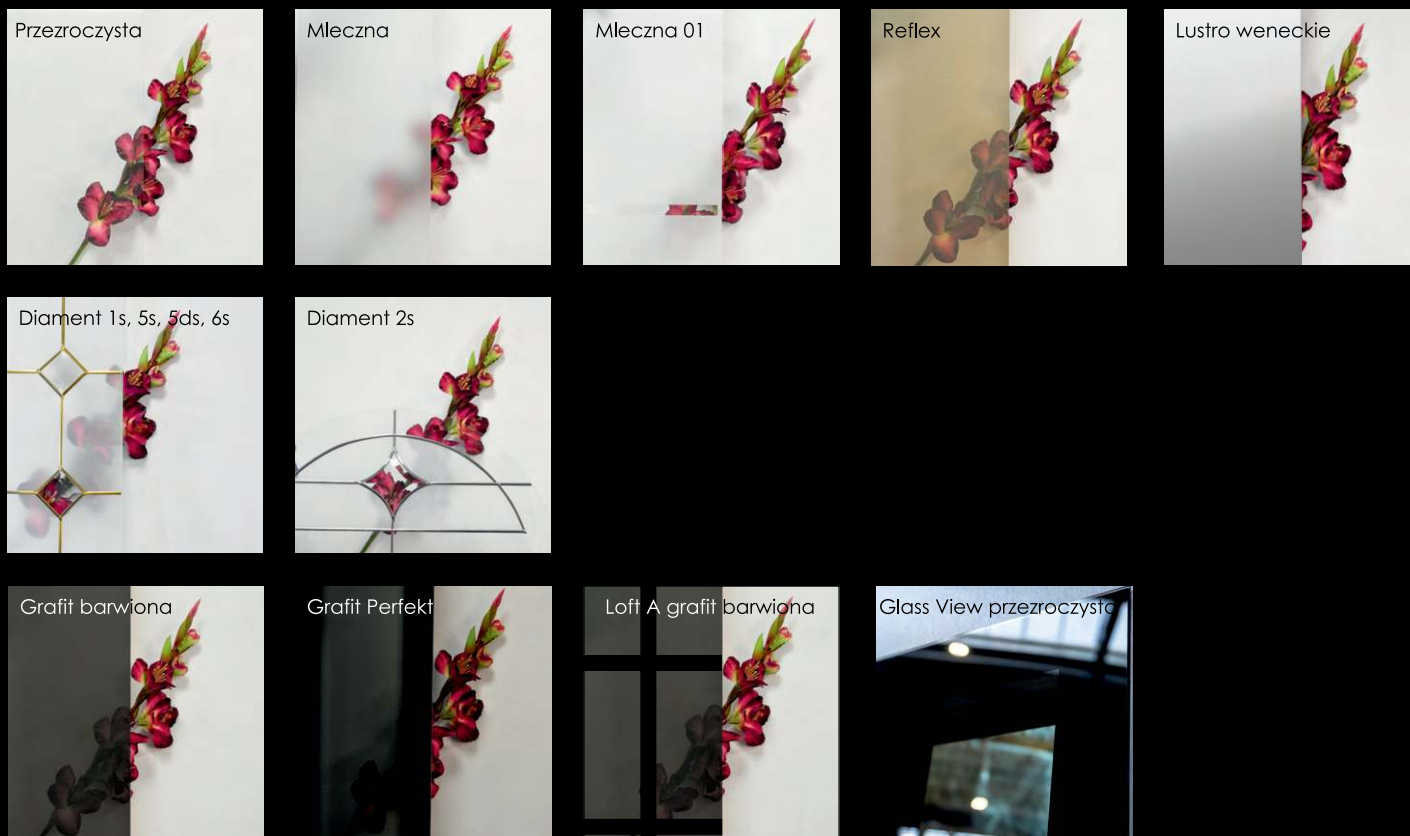 Przezroczysta
Mleczna
Mleczna 01
Reflex
Lustro weneckie
Diament 1s, 5s, 5ds, 6s
Diament 2s
Grafit barwiona
Grafit Perfekt
Loft A grafit barwiona
Glass View przezroczysta